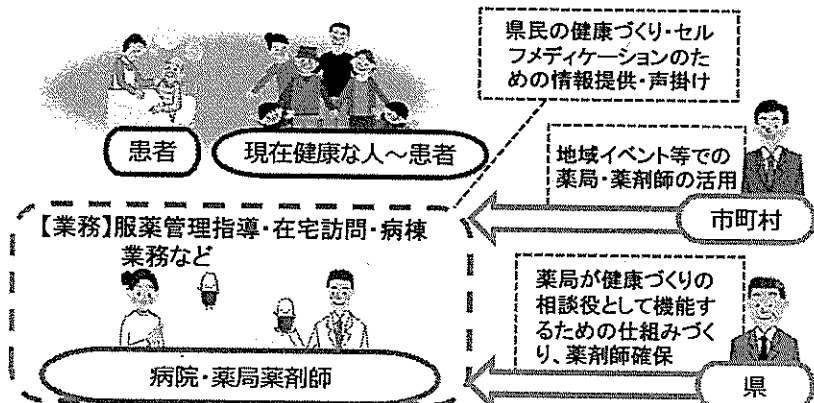 県民の健康づくり・セル
フメディケーションのた
めの情報提供・声掛け
患者
現在健康な人～患者
地域イベント等での
薬局・薬剤師の活用
市町村
【業務】服薬管理指導・在宅訪問・病棟
業務など
薬局が健康づくりの
相談役として機能す
るための仕組みづく
り、薬剤師確保
病院・薬局薬剤師
県